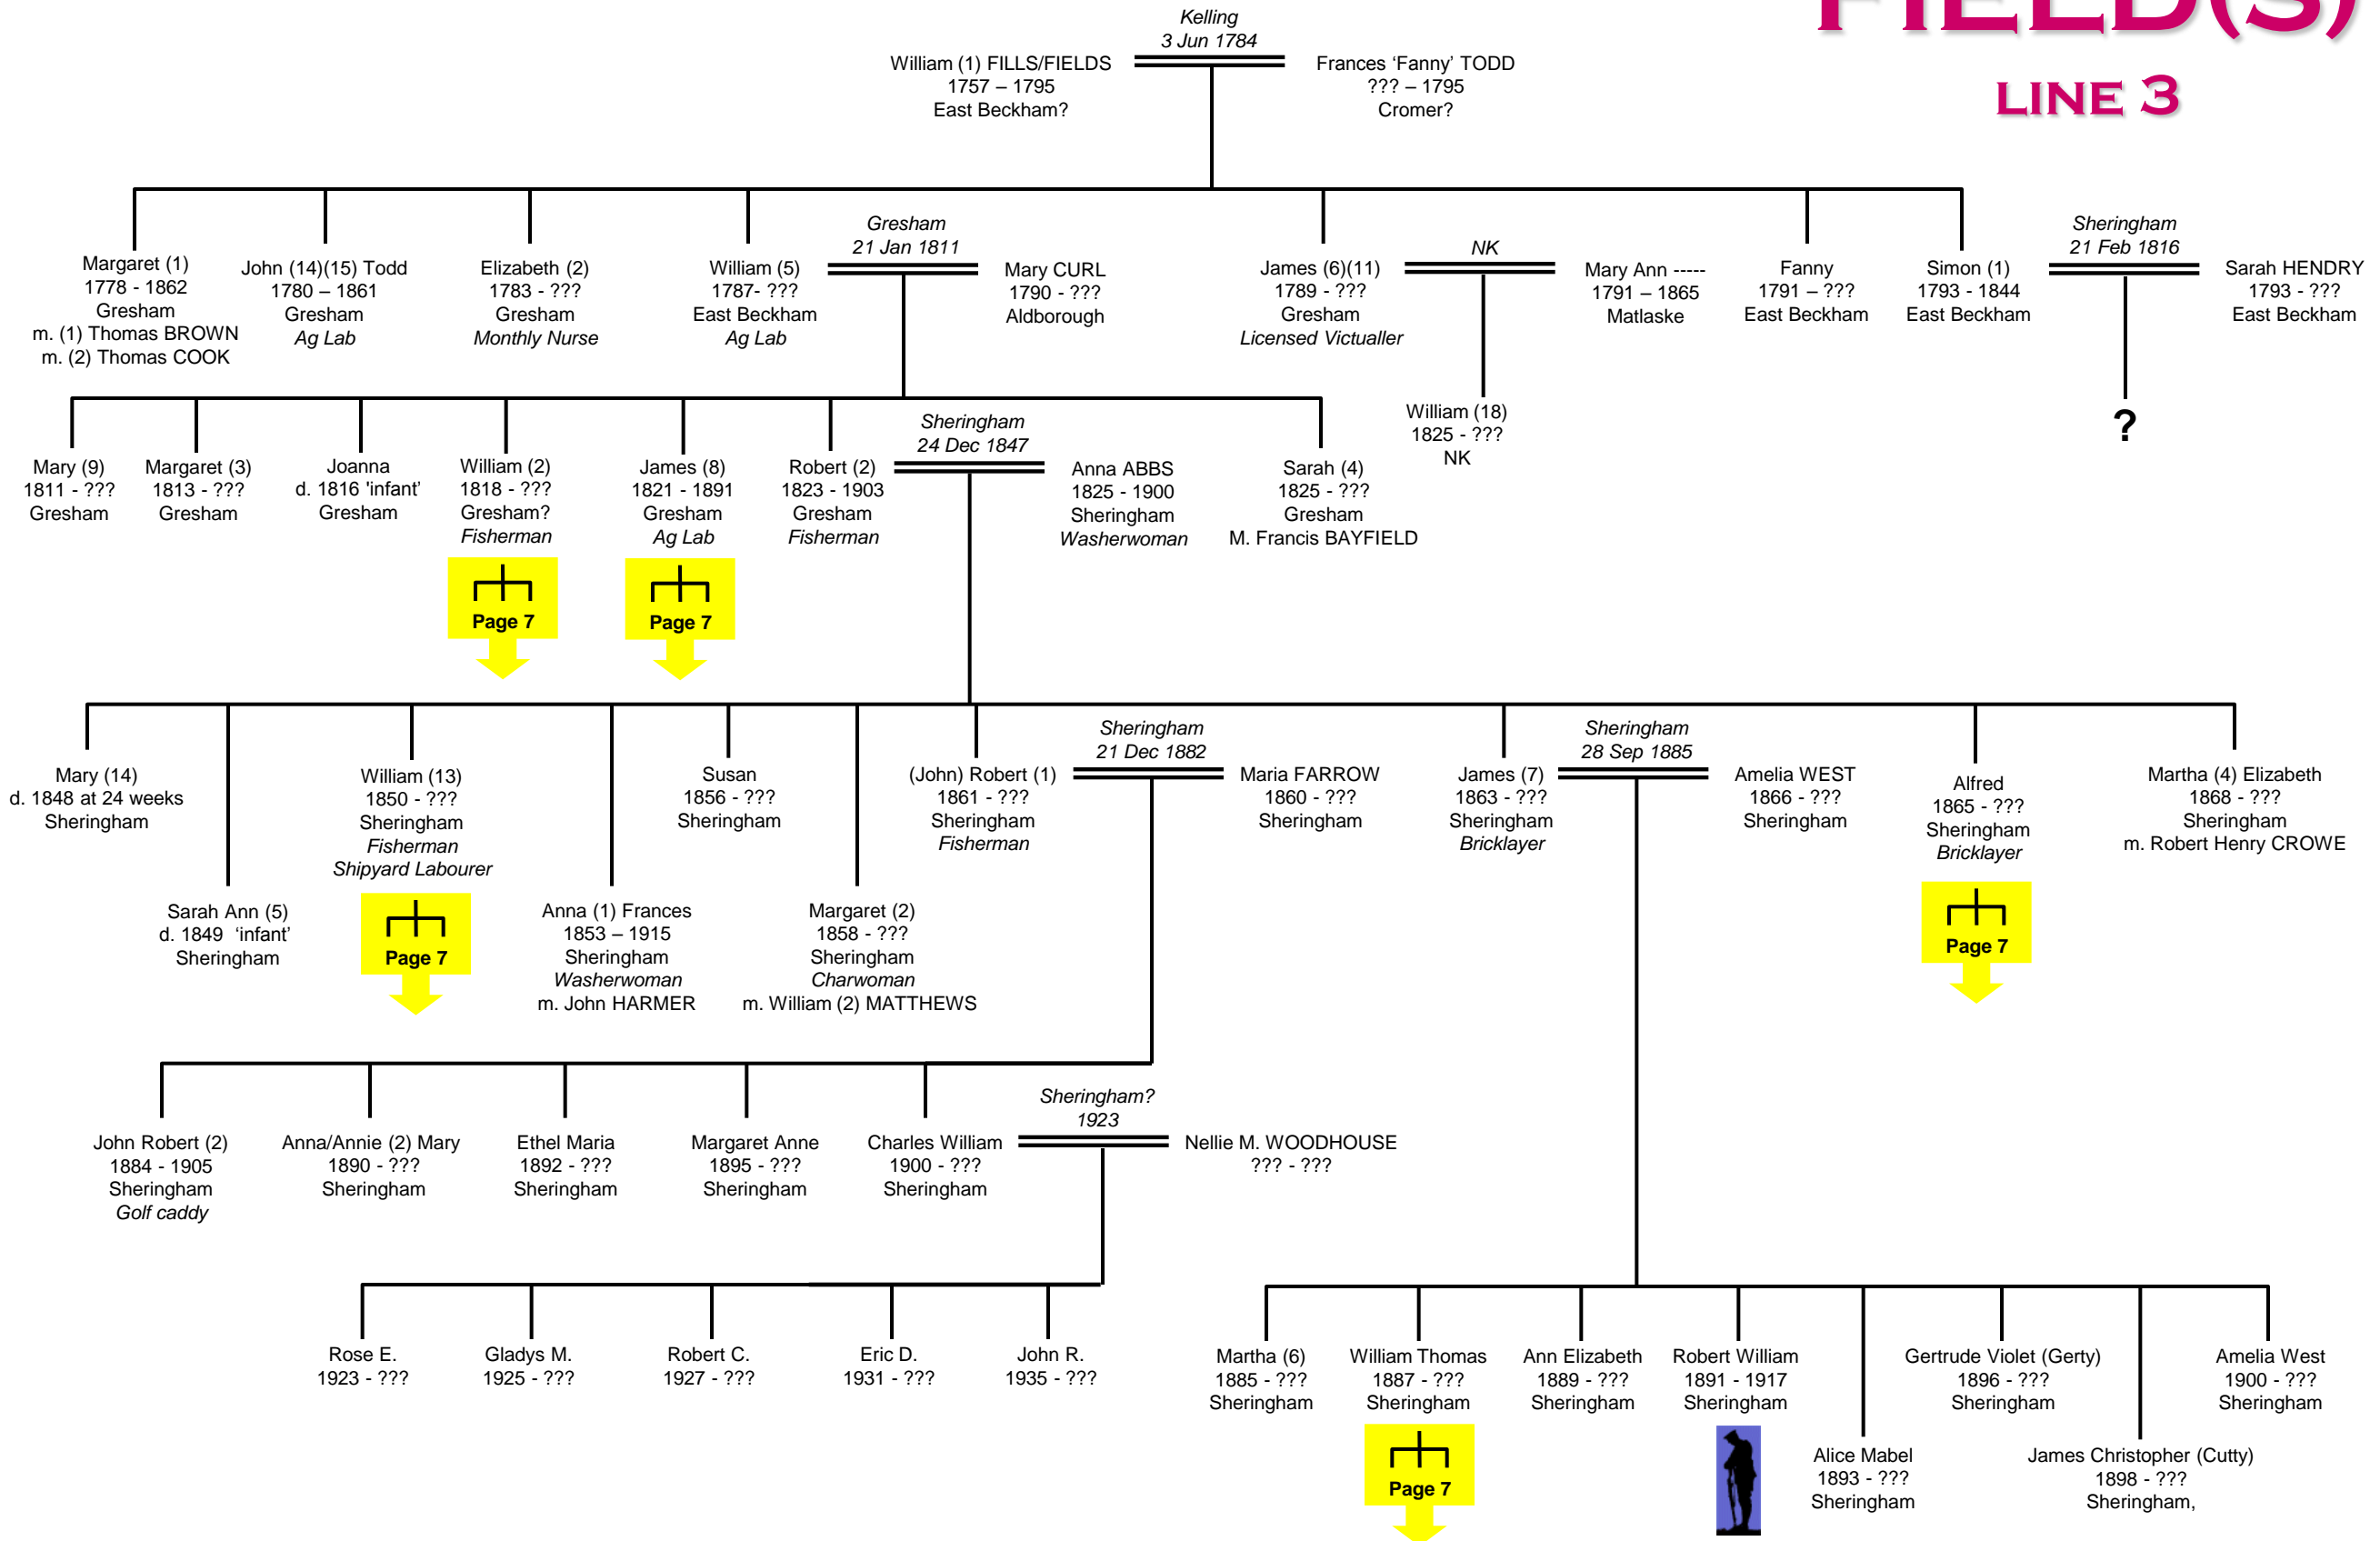 FIELD(S)
LINE 3
Kelling
3 Jun 1784
William (1) FILLS/FIELDS
1757 – 1795
East Beckham?
Frances ‘Fanny’ TODD
??? – 1795
Cromer?
Margaret (1)
1778 - 1862
Gresham
m. (1) Thomas BROWN
m. (2) Thomas COOK
John (14)(15) Todd
1780 – 1861
Gresham
Ag Lab
Elizabeth (2)
1783 - ???
Gresham
Monthly Nurse
William (5)
1787- ???
East Beckham
Ag Lab
Gresham
21 Jan 1811
Mary CURL
1790 - ???
Aldborough
James (6)(11)
1789 - ???
Gresham
Licensed Victualler
NK
Mary Ann -----
1791 – 1865
Matlaske
Fanny
1791 – ???
East Beckham
Simon (1)
1793 - 1844
East Beckham
Sheringham
21 Feb 1816
Sarah HENDRY
1793 - ???
East Beckham
Mary (9)
1811 - ???
Gresham
Margaret (3)
1813 - ???
Gresham
Joanna
d. 1816 'infant’
Gresham
William (2)
1818 - ???
Gresham?
Fisherman
Page 7
James (8)
1821 - 1891
Gresham
Ag Lab
Page 7
Robert (2)
1823 - 1903
Gresham
Fisherman
Sheringham
24 Dec 1847
Anna ABBS
1825 - 1900
Sheringham
Washerwoman
Sarah (4)
1825 - ???
Gresham
M. Francis BAYFIELD
William (18)
1825 - ???
NK
?
Mary (14)
d. 1848 at 24 weeks
Sheringham
Sarah Ann (5)
d. 1849 ‘infant’
Sheringham
William (13)
1850 - ???
Sheringham
Fisherman
Shipyard Labourer
Page 7
Anna (1) Frances
1853 – 1915
Sheringham
Washerwoman
m. John HARMER
Susan
1856 - ???
Sheringham
Margaret (2)
1858 - ???
Sheringham
Charwoman
m. William (2) MATTHEWS
(John) Robert (1)
1861 - ???
Sheringham
Fisherman
Sheringham
21 Dec 1882
Maria FARROW
1860 - ???
Sheringham
James (7)
1863 - ???
Sheringham
Bricklayer
Sheringham
28 Sep 1885
Amelia WEST
1866 - ???
Sheringham
Alfred
1865 - ???
Sheringham
Bricklayer
Page 7
Martha (4) Elizabeth
1868 - ???
Sheringham
m. Robert Henry CROWE
John Robert (2)
1884 - 1905
Sheringham
Golf caddy
Anna/Annie (2) Mary
1890 - ???
Sheringham
Ethel Maria
1892 - ???
Sheringham
Margaret Anne
1895 - ???
Sheringham
Charles William
1900 - ???
Sheringham
Sheringham?
1923
Nellie M. WOODHOUSE
??? - ???
Rose E.
1923 - ???
Gladys M.
1925 - ???
Robert C.
1927 - ???
Eric D.
1931 - ???
John R.
1935 - ???
Martha (6)
1885 - ???
Sheringham
William Thomas
1887 - ???
Sheringham
Page 7
Ann Elizabeth
1889 - ???
Sheringham
Robert William
1891 - 1917
Sheringham
Alice Mabel
1893 - ???
Sheringham
Gertrude Violet (Gerty)
1896 - ???
Sheringham
James Christopher (Cutty)
1898 - ???
Sheringham,
Amelia West
1900 - ???
Sheringham